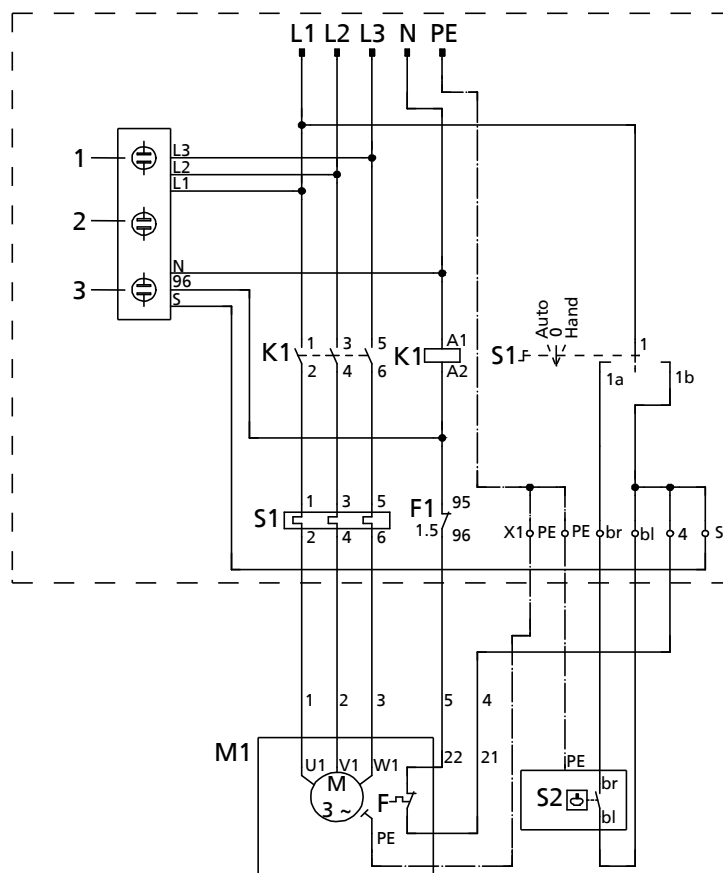 L1 L2 L3 N PE
1 L3
L2
L1
2
N
3 96
S
Auto
0
Hand
K1 1 3 5 K1 A1 S1 1
2 4 6 A2 1a 1b
1 3 5 F1 95
S1 1.5 X1 PE PE br bl 4 S
2 4 6 96
1 2 3 5 4
M1 22 21
U1 V1 W1 PE
M F S2 br
3 ~ bl
PE